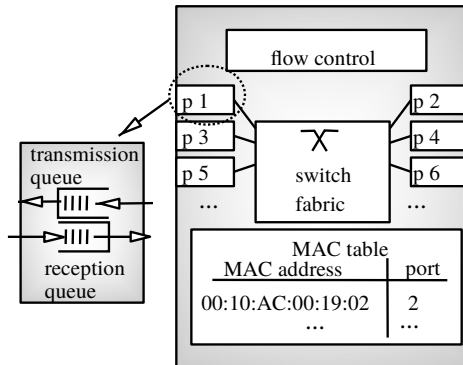 flow control
p 1
p 2
p 3
p 4
p 5
p 6
...
...
switch
fabric
transmission
queue
reception
queue
MAC table
MAC address port
00:10:AC:00:19:02 2
... ...